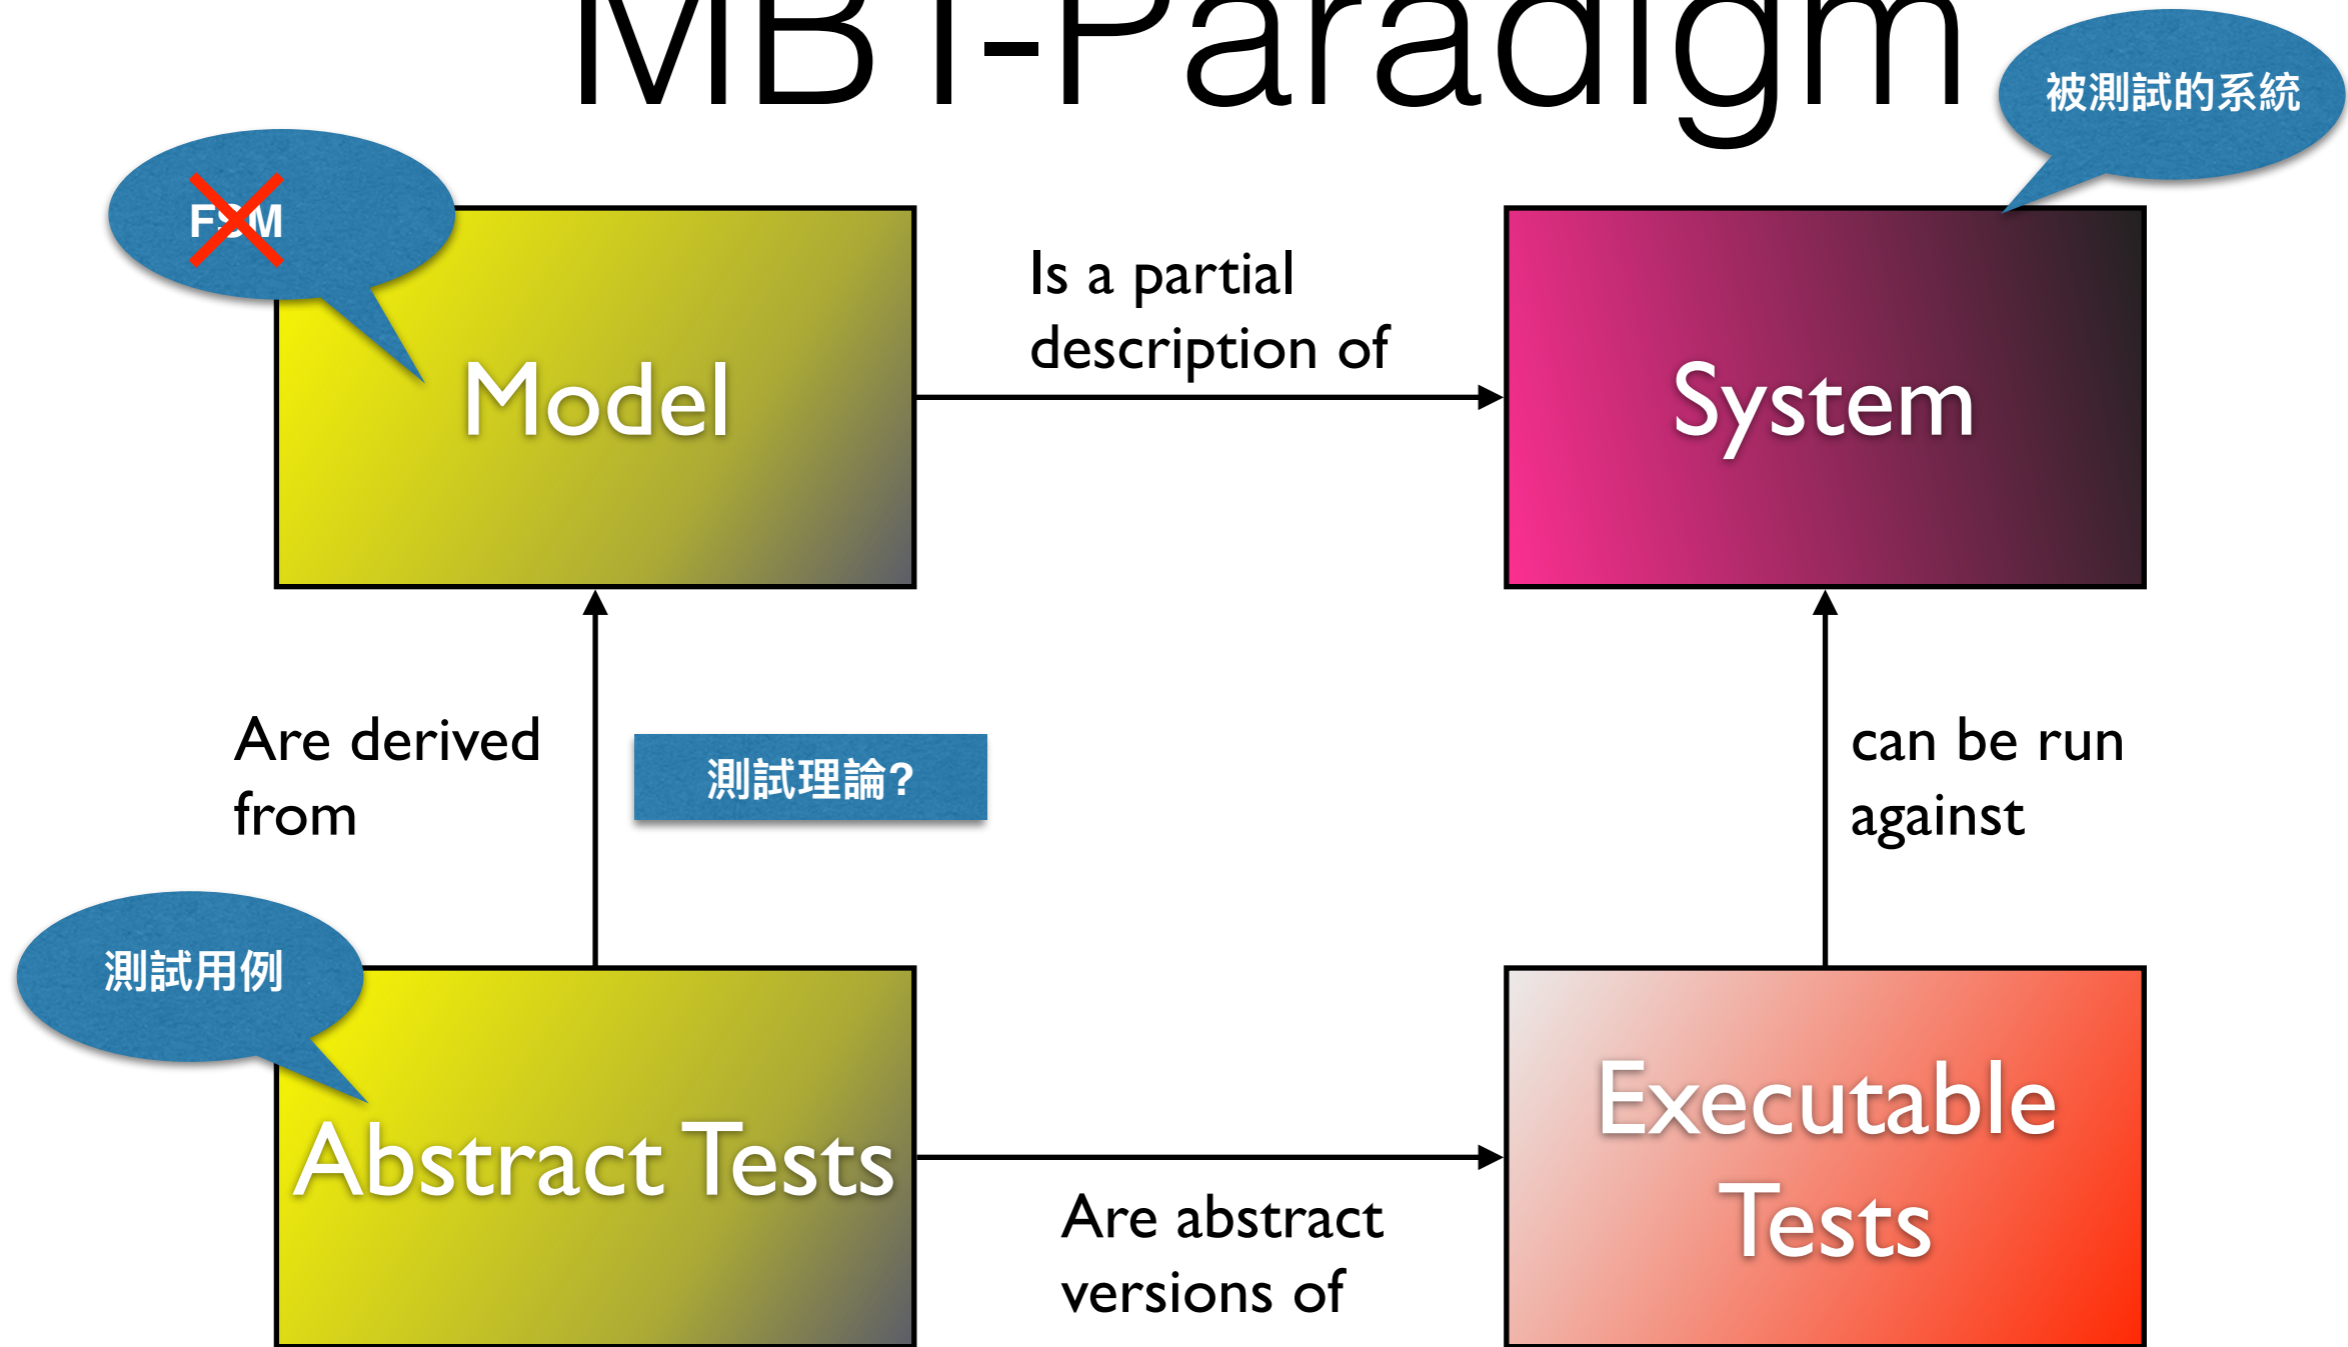 MBT-Paradigm
被測試的系統
FSM
Is a partial
description of
Model
System
Are derived
from
測試理論?
can be run
against
測試用例
Abstract Tests
Executable
Tests
Are abstract
versions of